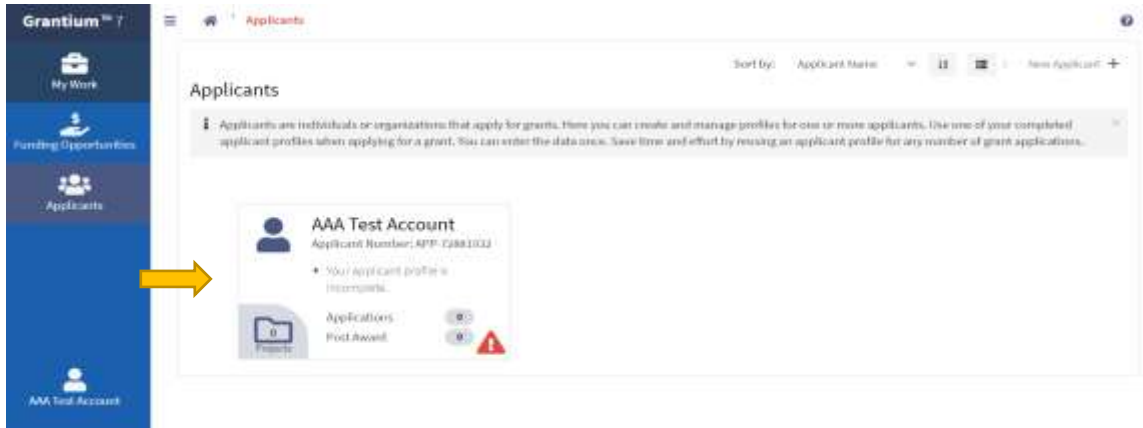 Grantium™ 7
Applicants
My Work
Funding Opportunities
Applicants
AAA Test Account
Sort by: Applicant Name
New Applicant +
Applicants
Applicants are individuals or organizations that apply for grants. Here you can create and manage profiles for one or more applicants. Use one of your completed
applicant profiles when applying for a grant. You can enter the data once. Save time and effort by reusing an applicant profile for any number of grant applications.
AAA Test Account
Applicant Number: APP-
Your applicant profile is
incomplete.
Applications 0
Post Award 0
0
Projects